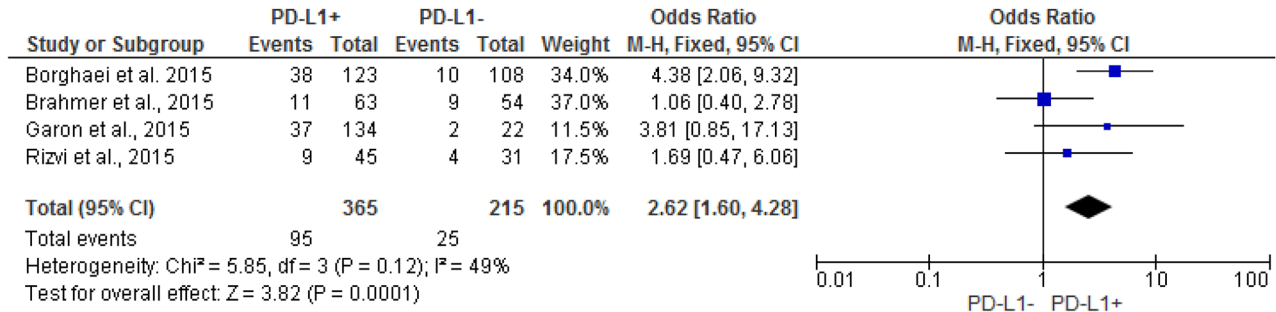 PD-L1+ PD-L1- Odds Ratio Odds Ratio
Study or Subgroup Events Total Events Total Weight M-H, Fixed, 95% CI M-H, Fixed, 95% CI
Borghaei et al. 2015 38 123 10 108 34.0% 4.38 [2.06, 9.32]
Brahmer et al., 2015 11 63 9 54 37.0% 1.06 [0.40, 2.78]
Garon et al., 2015 37 134 2 22 11.5% 3.81 [0.85, 17.13]
Rizvi et al., 2015 9 45 4 31 17.5% 1.69 [0.47, 6.06]
Total (95% CI) 365 215 100.0% 2.62 [1.60, 4.28]
Total events 95 25
Heterogeneity: Chi² = 5.85, df = 3 (P = 0.12); I² = 49%
Test for overall effect: Z = 3.82 (P = 0.0001)
0.01 0.1 1 10 100
PD-L1- PD-L1+